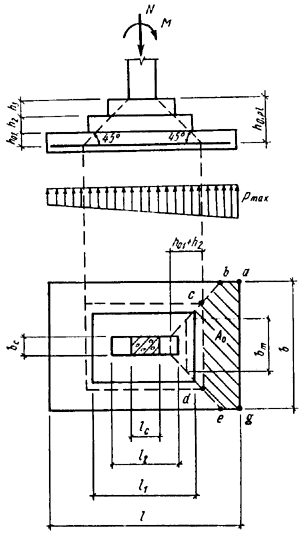 N
M
h₁
h₂
h₀₁
45°
45°
h₀,pl
Pmax
h₀₁+h₂
b
a
c
A₀
bc
bm
b
d
e
g
lc
l₂
l₁
l